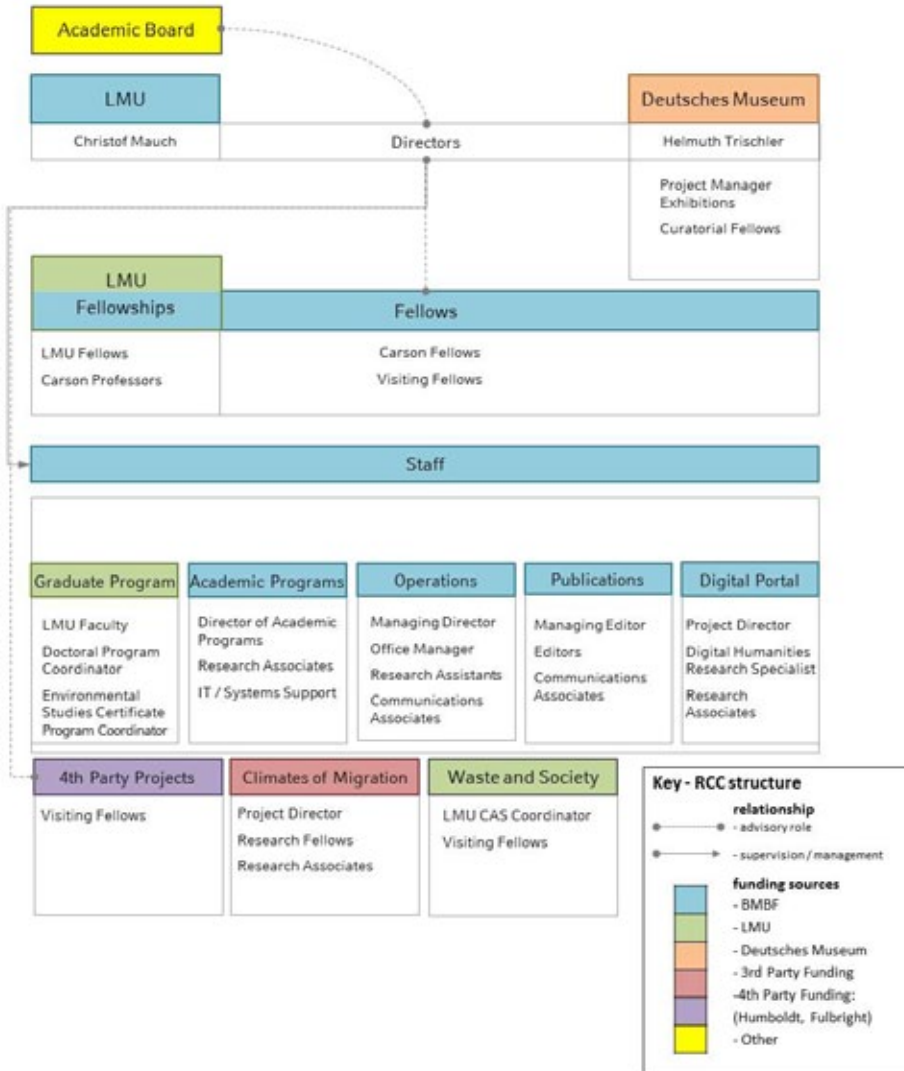 Academic Board
LMU
Deutsches Museum
Christof Mauch
Directors
Helmuth Trischler
Project Manager
Exhibitions
Curatorial Fellows
LMU
Fellowships
Fellows
LMU Fellows
Carson Professors
Carson Fellows
Visiting Fellows
Staff
Graduate Program
LMU Faculty
Doctoral Program
Coordinator
Environmental
Studies Certificate
Program Coordinator
Academic Programs
Director of Academic
Programs
Research Associates
IT / Systems Support
Operations
Managing Director
Office Manager
Research Assistants
Communications
Associates
Publications
Managing Editor
Editors
Communications
Associates
Digital Portal
Project Director
Digital Humanities
Research Specialist
Research
Associates
4th Party Projects
Visiting Fellows
Climates of Migration
Project Director
Research Fellows
Research Associates
Waste and Society
LMU CAS Coordinator
Visiting Fellows
Key - RCC structure
relationship
- advisory role
- supervision / management
funding sources
- BMBF
- LMU
- Deutsches Museum
- 3rd Party Funding
-4th Party Funding:
(Humboldt, Fulbright)
- Other